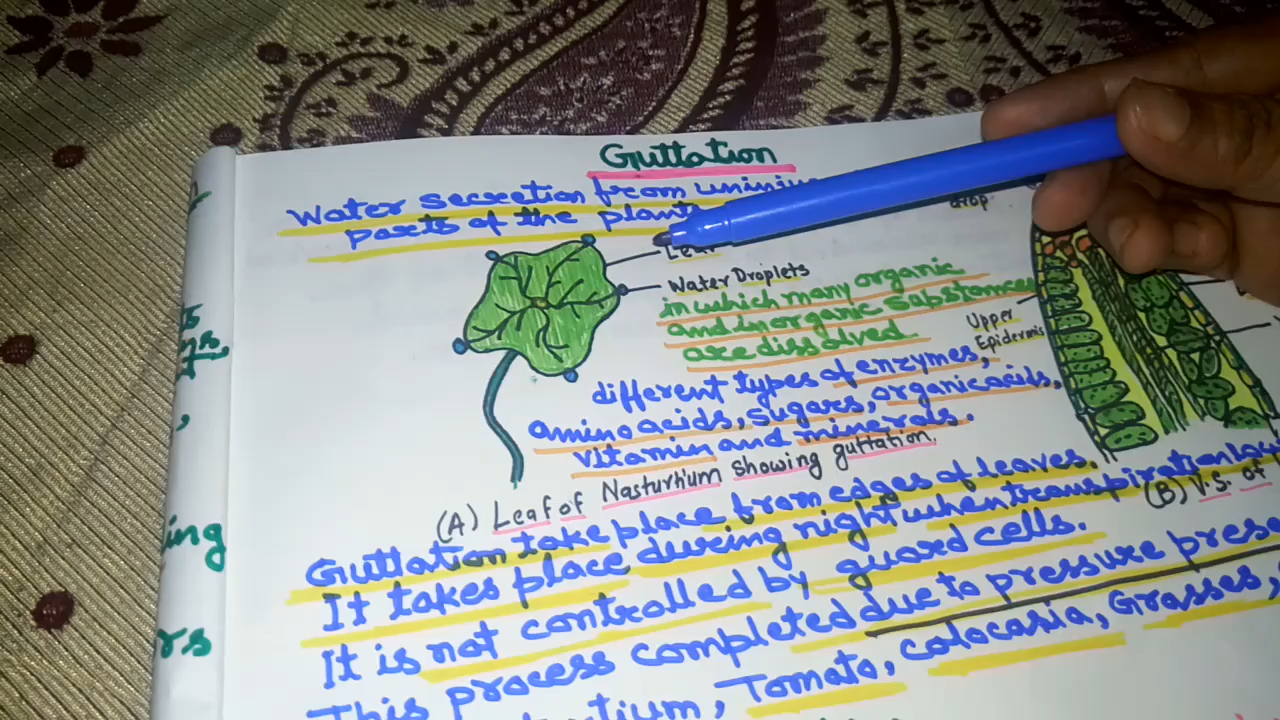 Guttation
Water secretion from
parts of the plant
drop
Water Droplets
in which many organic
and inorganic substances
are dissolved.
Upper
Epidermis
different types of enzymes,
amino acids, sugars, organic acids,
vitamin and minerals.
(A) Leaf of Nasturtium showing guttation.
(B) V.S. of
Guttation take place from edges of leaves.
It takes place during night when transpiration
It is not controlled by guard cells.
This process completed due to pressure
Tomato, colocasia, Grasses,
ing
rs